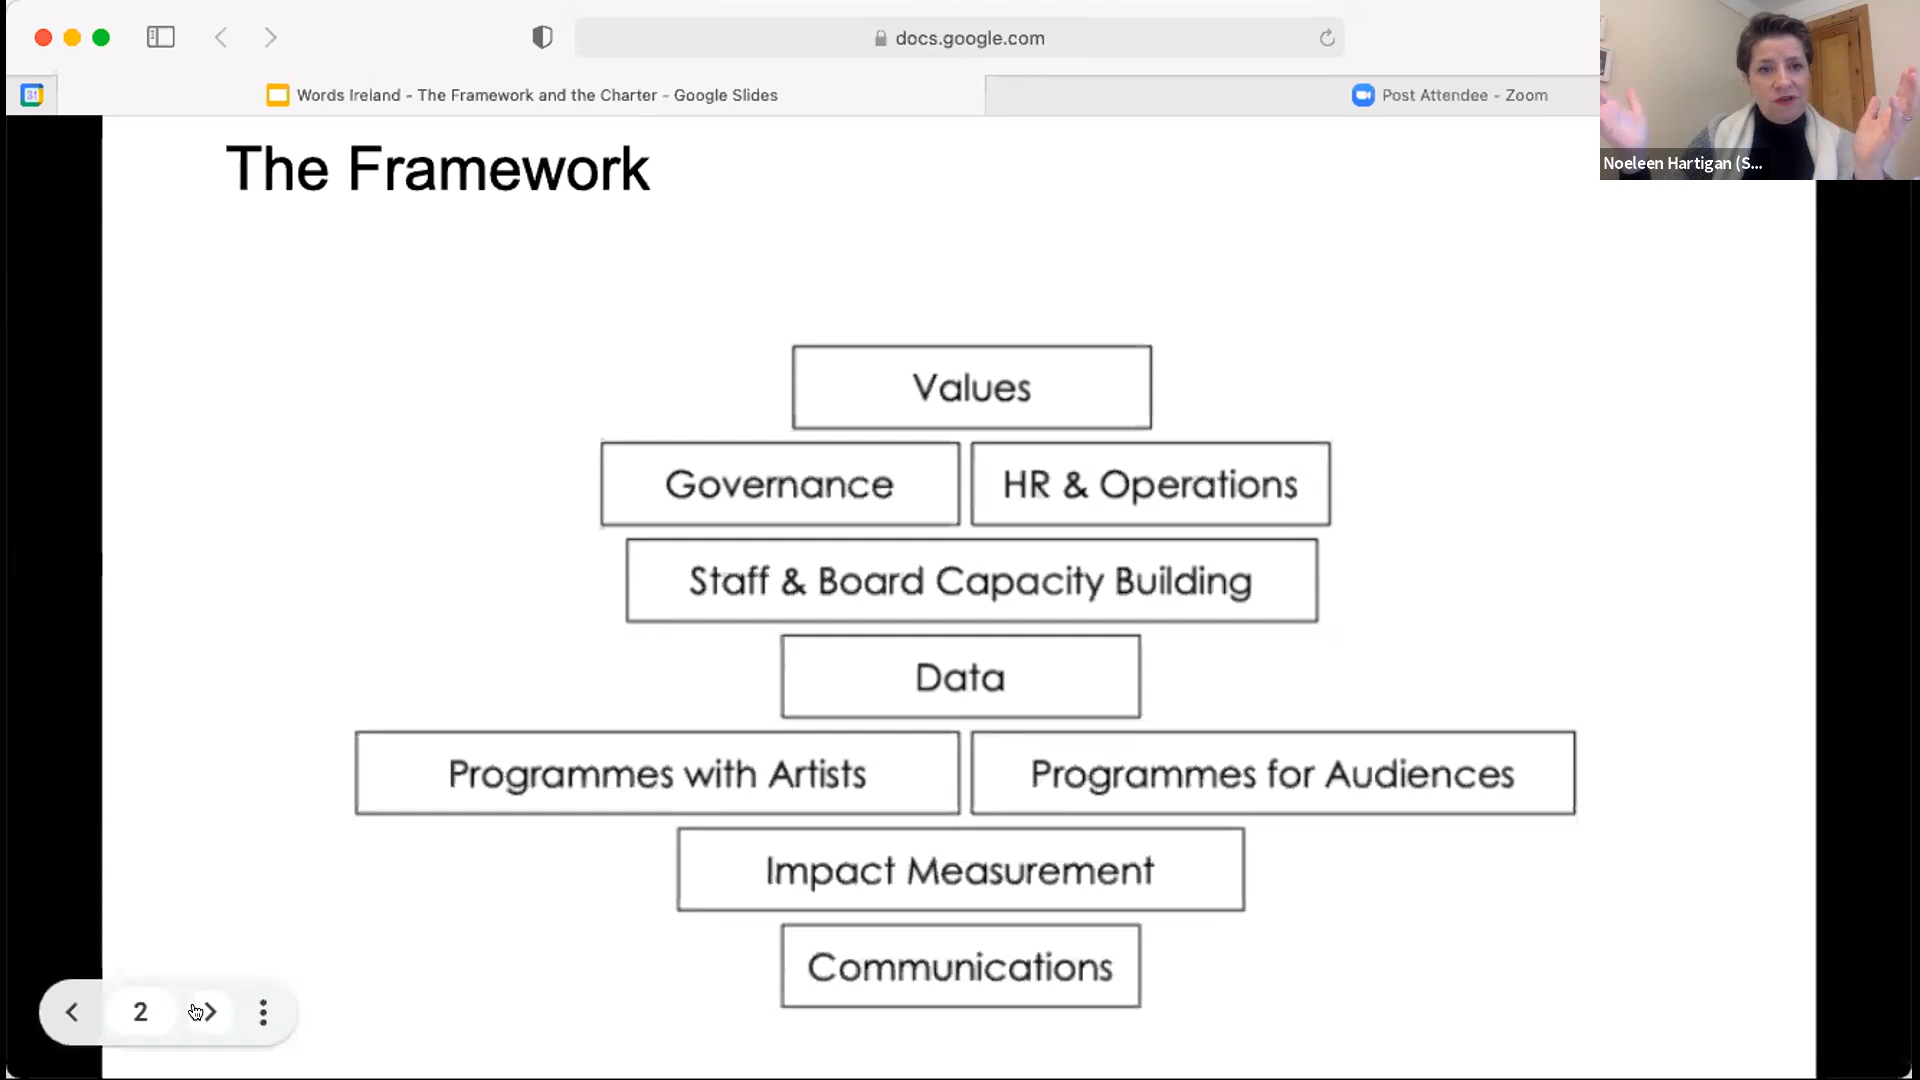 docs.google.com
31
Words Ireland - The Framework and the Charter - Google Slides
Post Attendee - Zoom
Noeleen Hartigan (S...
The Framework
Values
Governance
HR & Operations
Staff & Board Capacity Building
Data
Programmes with Artists
Programmes for Audiences
Impact Measurement
Communications
2